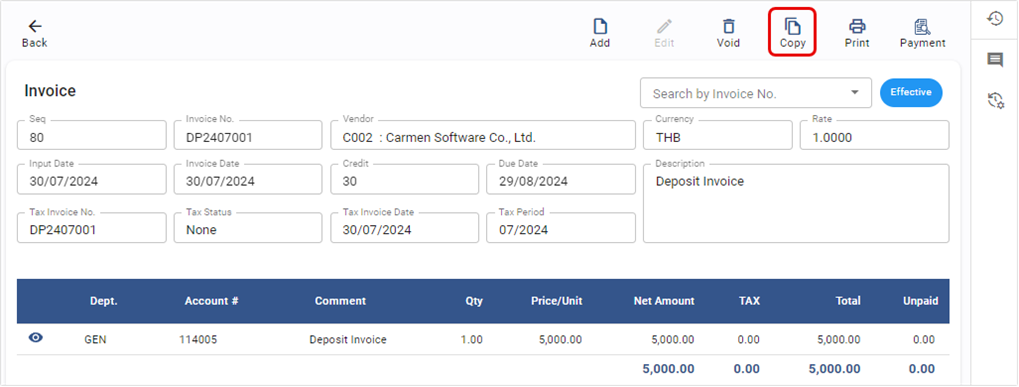 Back
Add
Edit
Void
Copy
Print
Payment
Invoice
Search by Invoice No.
Effective
Seq
80
Invoice No.
DP2407001
Vendor
C002 : Carmen Software Co., Ltd.
Currency
THB
Rate
1.0000
Input Date
30/07/2024
Invoice Date
30/07/2024
Credit
30
Due Date
29/08/2024
Description
Deposit Invoice
Tax Invoice No.
DP2407001
Tax Status
None
Tax Invoice Date
30/07/2024
Tax Period
07/2024
Dept. Account # Comment Qty Price/Unit Net Amount TAX Total Unpaid
GEN 114005 Deposit Invoice 1.00 5,000.00 5,000.00 0.00 5,000.00 0.00
5,000.00 0.00 5,000.00 0.00